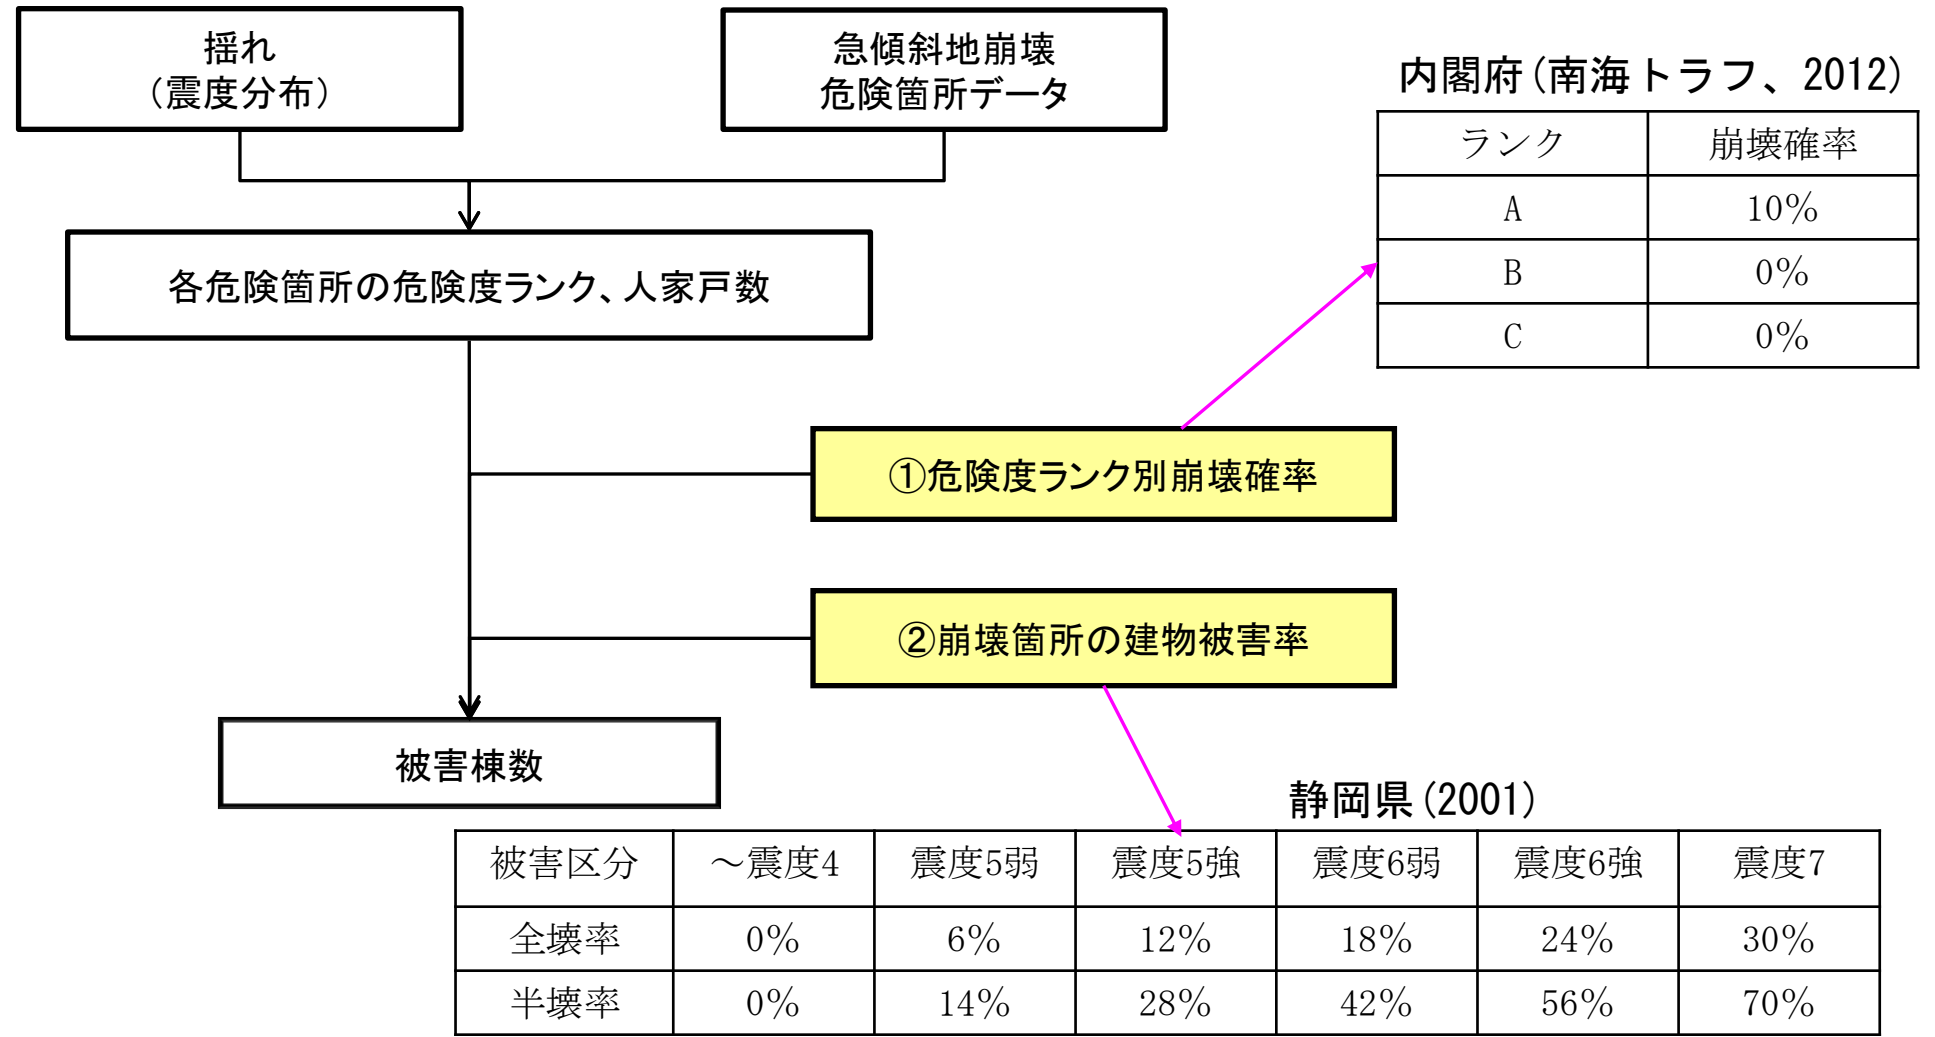 揺れ
（震度分布）
急傾斜地崩壊
危険箇所データ
内閣府(南海トラフ、2012)
ランク 崩壊確率
A 10％
B 0％
C 0％
各危険箇所の危険度ランク、人家戸数
①危険度ランク別崩壊確率
②崩壊箇所の建物被害率
被害棟数
静岡県(2001)
被害区分 ～震度4 震度5弱 震度5強 震度6弱 震度6強 震度7
全壊率 0％ 6％ 12％ 18％ 24％ 30％
半壊率 0％ 14％ 28％ 42％ 56％ 70％